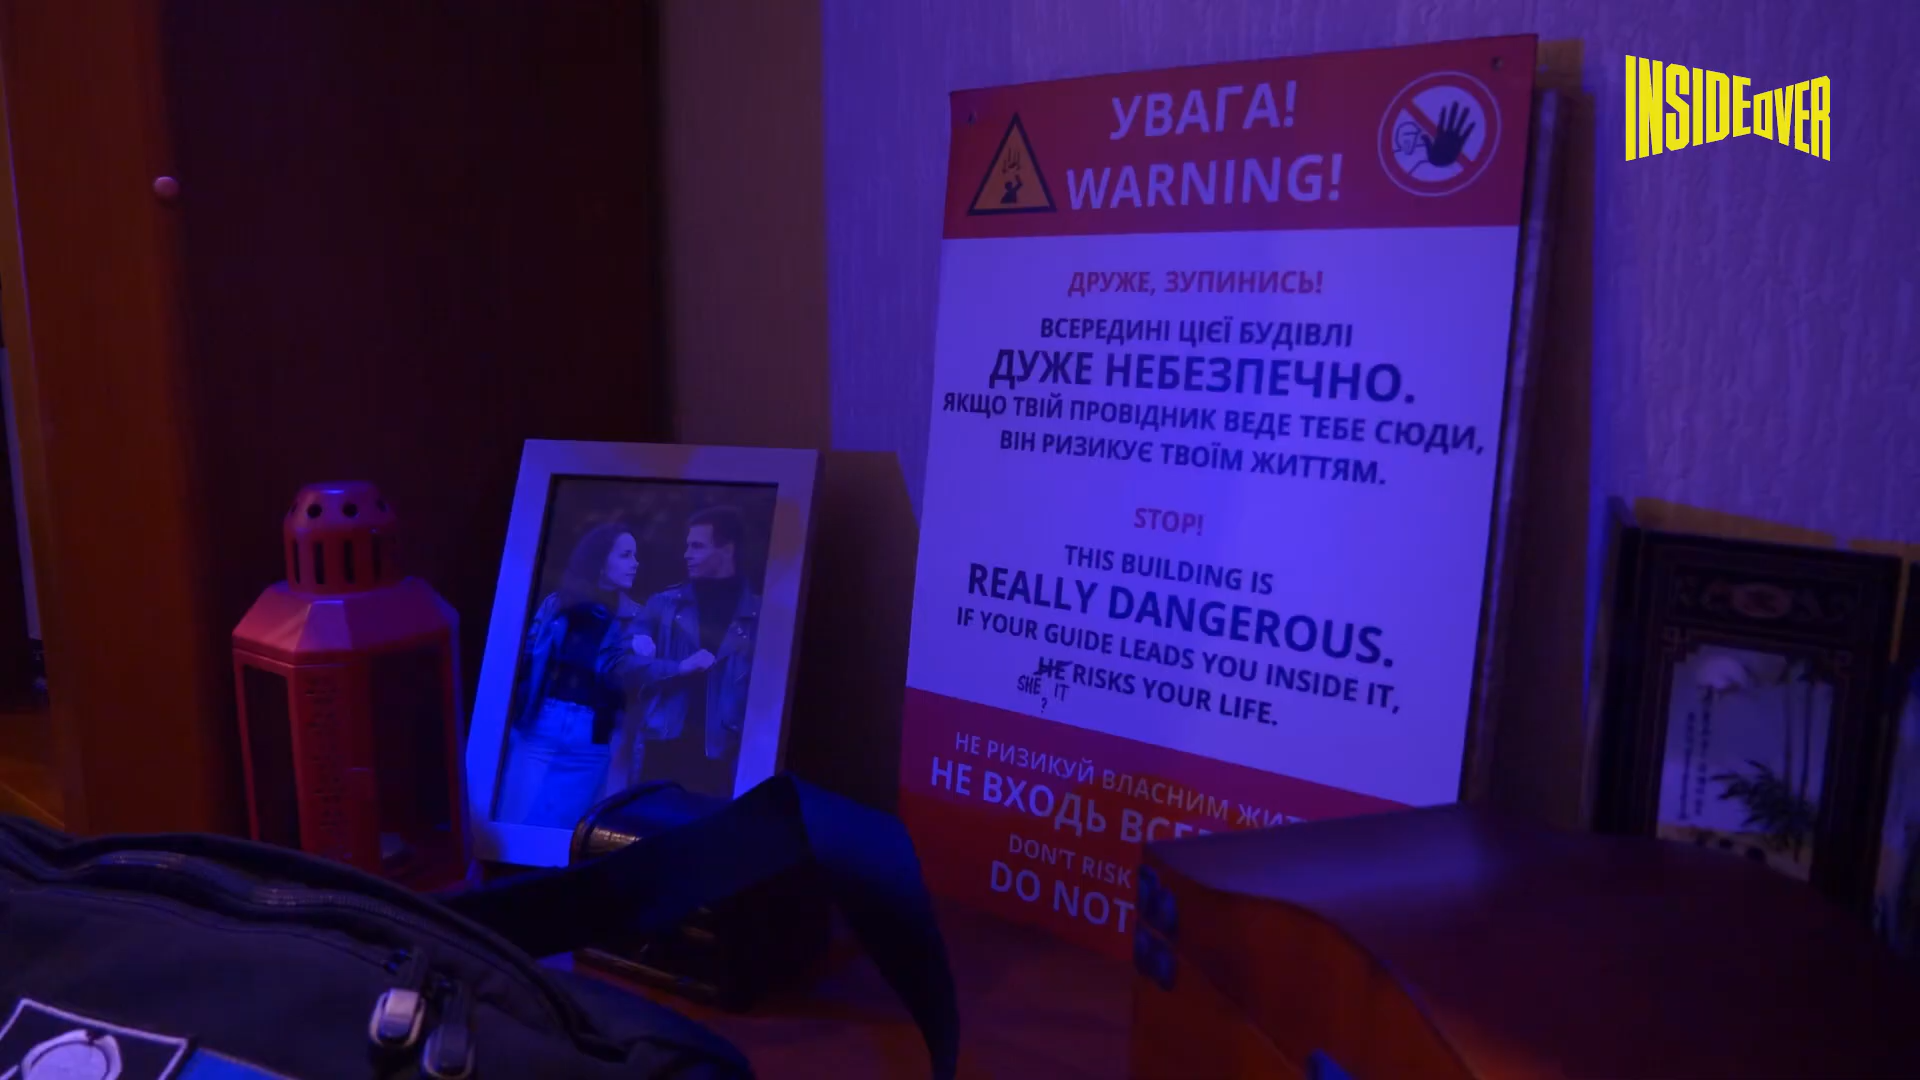 INSIDEOVER
УВАГА!
WARNING!
ДРУЖЕ, ЗУПИНИСЬ!
ВСЕРЕДИНІ ЦІЄЇ БУДІВЛІ
ДУЖЕ НЕБЕЗПЕЧНО.
ЯКЩО ТВІЙ ПРОВІДНИК ВЕДЕ ТЕБЕ СЮДИ,
ВІН РИЗИКУЄ ТВОЇМ ЖИТТЯМ.
STOP!
THIS BUILDING IS
REALLY DANGEROUS.
IF YOUR GUIDE LEADS YOU INSIDE IT,
HE RISKS YOUR LIFE.
SHE, IT
?
НЕ РИЗИКУЙ ВЛАСНИМ ЖИТ
НЕ ВХОДЬ ВСЕР
DON'T RISK
DO NOT